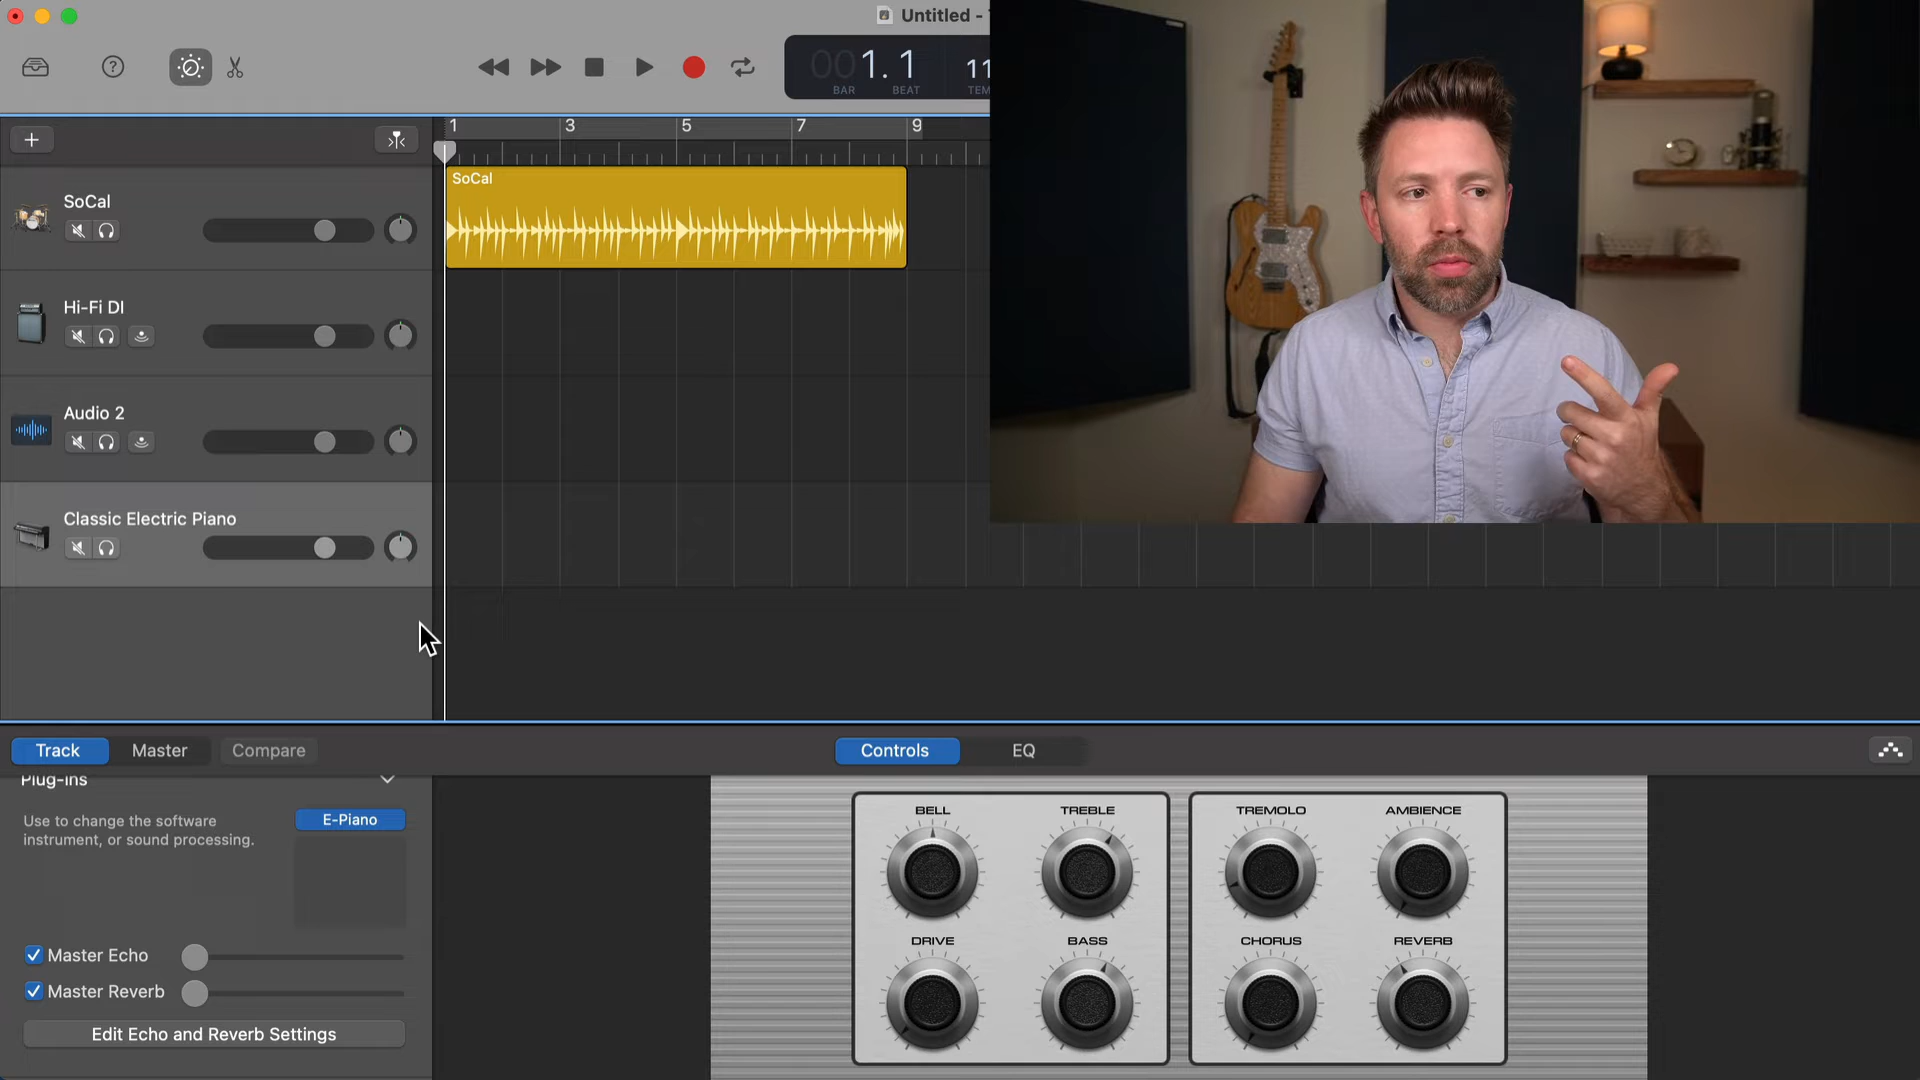 Untitled -
001.1
11
BAR
BEAT
TEM
1
3
5
7
9
SoCal
SoCal
Hi-Fi DI
Audio 2
Classic Electric Piano
Track
Master
Compare
Controls
EQ
Plug-ins
Use to change the software
instrument, or sound processing.
E-Piano
Master Echo
Master Reverb
Edit Echo and Reverb Settings
BELL
TREBLE
TREMOLO
AMBIENCE
DRIVE
BASS
CHORUS
REVERB